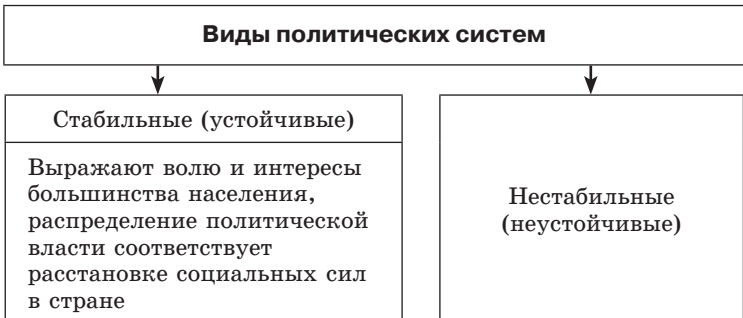 Виды политических систем
Стабильные (устойчивые)
Выражают волю и интересы
большинства населения,
распределение политической
власти соответствует
расстановке социальных сил
в стране
Нестабильные
(неустойчивые)